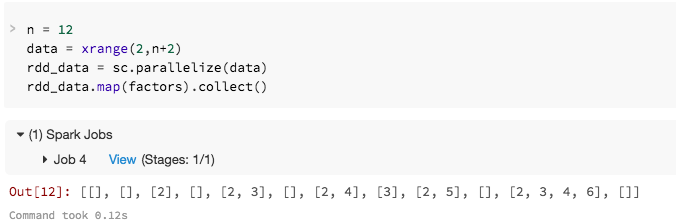 > n = 12
data = xrange(2,n+2)
rdd_data = sc.parallelize(data)
rdd_data.map(factors).collect()
▾ (1) Spark Jobs
▸ Job 4 View (Stages: 1/1)
Out[12]: [[], [], [2], [], [2, 3], [], [2, 4], [3], [2, 5], [], [2, 3, 4, 6], []]
Command took 0.12s